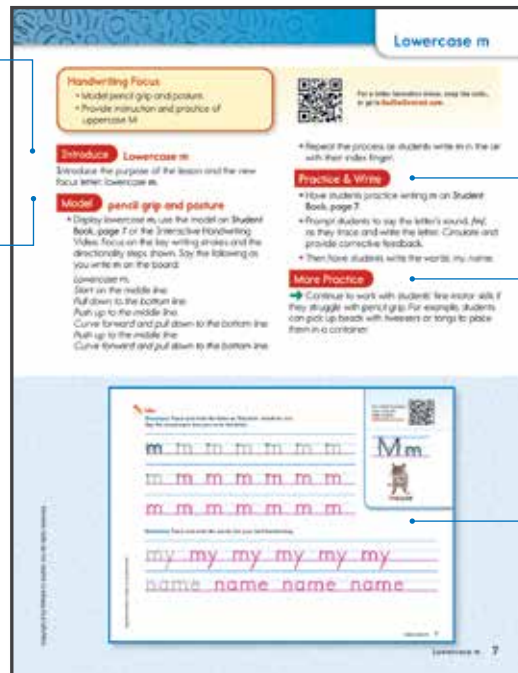 Lowercase m
Handwriting Focus
• Model pencil grip and posture.
• Provide instruction and practice of
uppercase M
Introduce Lowercase m
Introduce the purpose of the lesson and the new
focus letter: lowercase m.
Model pencil grip and posture
• Display lowercase m, use the model on Student
Book, page 7 or the Interactive Handwriting
Video. Focus on the key writing strokes and the
directionality steps shown. Say the following as
you write m on the board:
Lowercase m.
Start on the middle line.
Pull down to the bottom line.
Push up to the middle line.
Curve forward and pull down to the bottom line.
Push up to the middle line.
Curve forward and pull down to the bottom line.
• Repeat the process as students write m in the air
with their index finger.
Practice & Write
• Have students practice writing m on Student
Book, page 7.
• Prompt students to say the letter's sound,
as they trace and write the letter. Circulate and
provide corrective feedback.
• Then have students write the words: my, name.
More Practice
Continue to work with students' fine motor skills if
they struggle with pencil grip. For example, students
can pick up beads with tweezers or tongs to place
them in a container.
m m m m m m m
m m m m m m m
m m m m m m m
Mm
my my my my my my
name name name name
Lowercase m 7